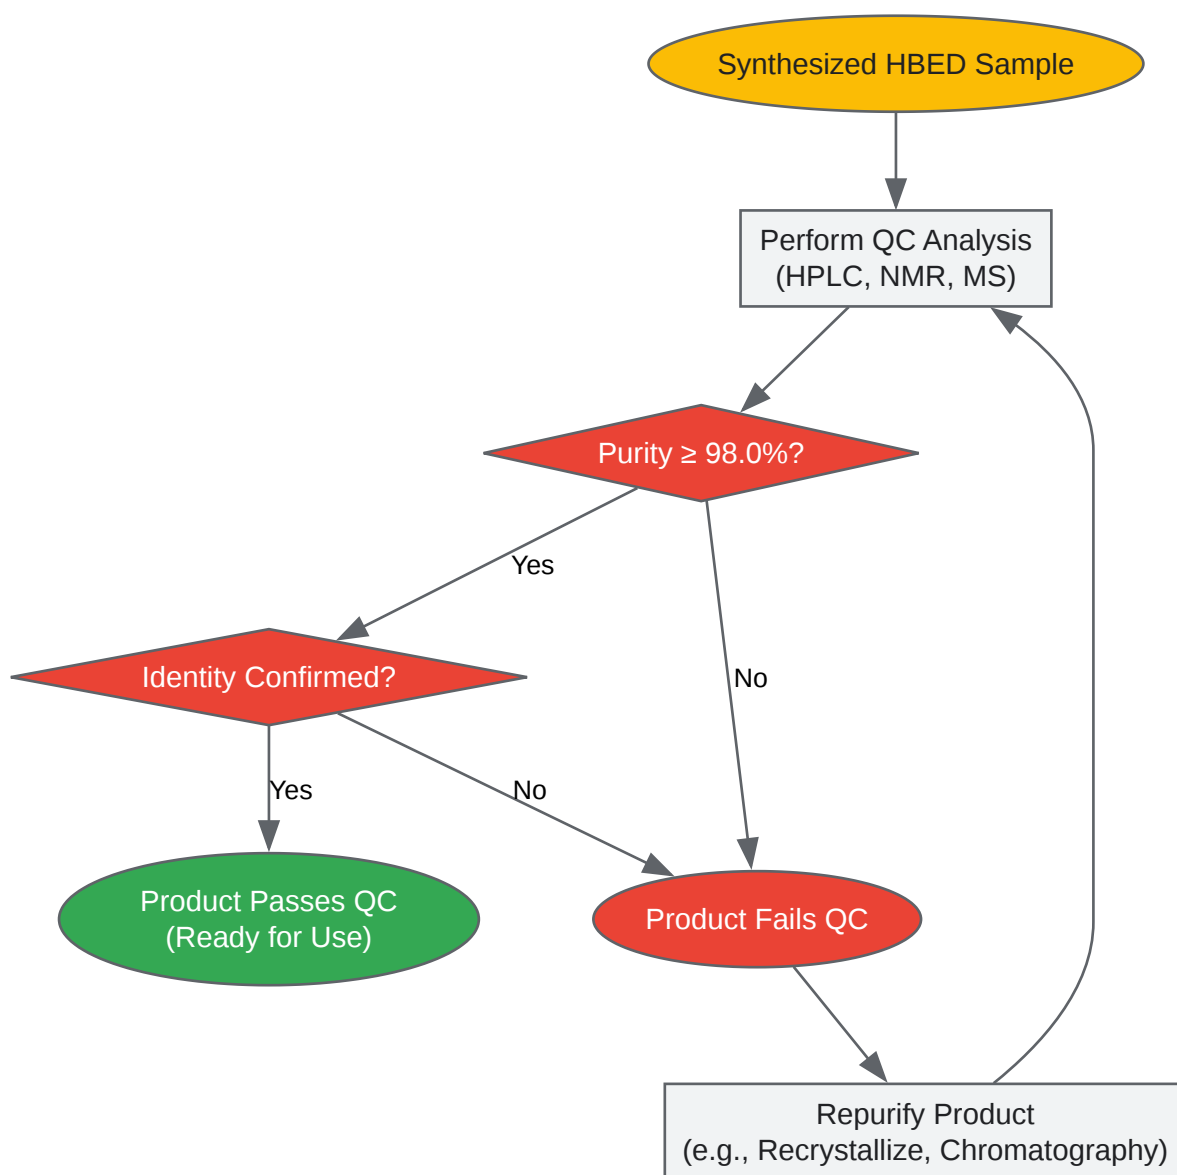 Synthesized HBED Sample
Perform QC Analysis
(HPLC, NMR, MS)
Purity ≥ 98.0%?
Yes
Identity Confirmed?
No
Yes
No
Product Passes QC
(Ready for Use)
Product Fails QC
Repurify Product
(e.g., Recrystallize, Chromatography)